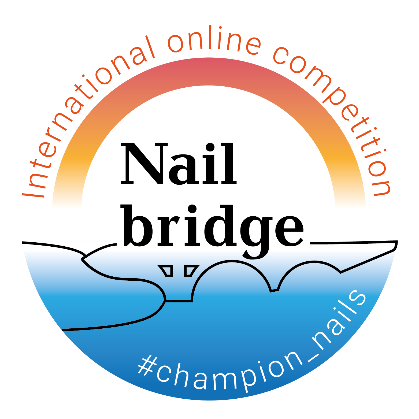 International online competition
Nail
bridge
#champion_nails